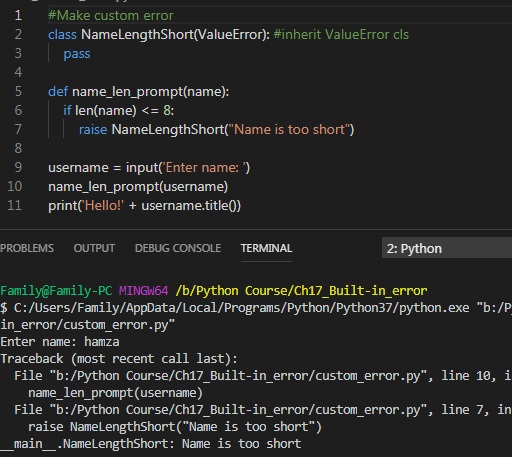 1 #Make custom error
2 class NameLengthShort(ValueError): #inherit ValueError cls
3 pass
4
5 def name_len_prompt(name):
6 if len(name) <= 8:
7 raise NameLengthShort("Name is too short")
8
9 username = input('Enter name: ')
10 name_len_prompt(username)
11 print('Hello!' + username.title())
PROBLEMS OUTPUT DEBUG CONSOLE TERMINAL 2: Python
Family@Family-PC MINGW64 /b/Python Course/Ch17_Built-in_error
$ C:/Users/Family/AppData/Local/Programs/Python/Python37/python.exe "b:/P
in_error/custom_error.py"
Enter name: hamza
Traceback (most recent call last):
File "b:/Python Course/Ch17_Built-in_error/custom_error.py", line 10, i
name_len_prompt(username)
File "b:/Python Course/Ch17_Built-in_error/custom_error.py", line 7, in
raise NameLengthShort("Name is too short")
__main__.NameLengthShort: Name is too short